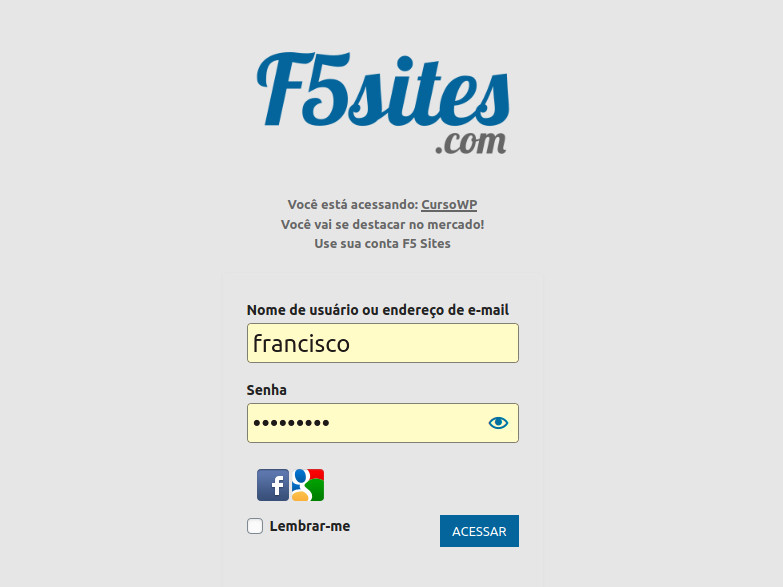 F5sites
.com
Você está acessando: CursoWP
Você vai se destacar no mercado!
Use sua conta F5 Sites
Nome de usuário ou endereço de e-mail
francisco
Senha
•••••••••
Lembrar-me
ACESSAR